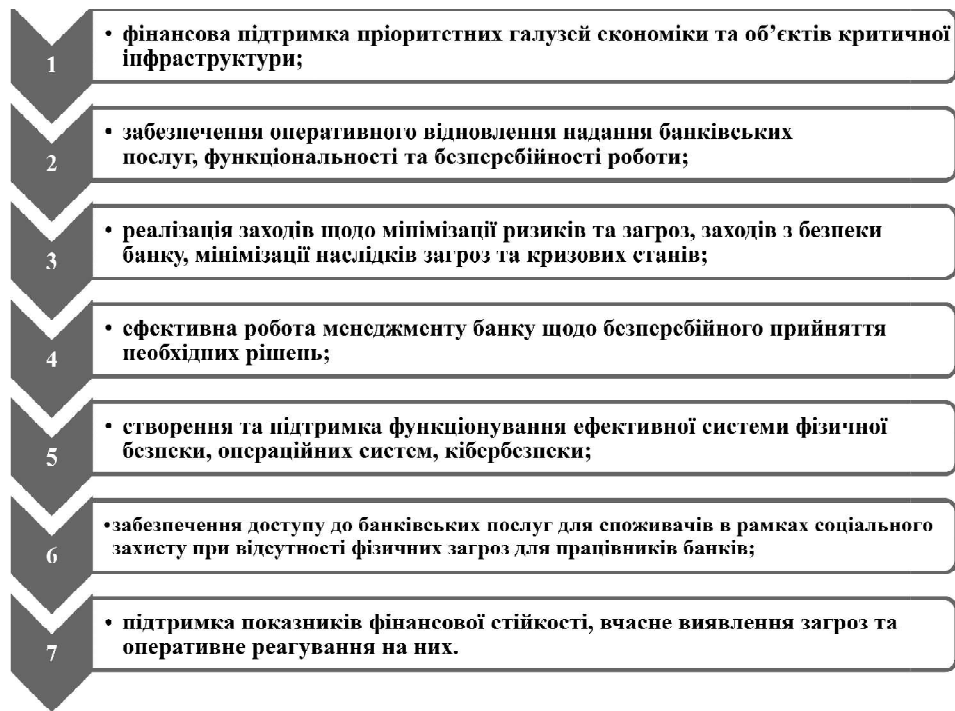 1
• фінансова підтримка пріоритетних галузей економіки та об’єктів критичної
інфраструктури;
2
• забезпечення оперативного відновлення надання банківських
послуг, функціональності та безперебійності роботи;
3
• реалізація заходів щодо мінімізації ризиків та загроз, заходів з безпеки
банку, мінімізації наслідків загроз та кризових станів;
4
• ефективна робота менеджменту банку щодо безперебійного прийняття
необхідних рішень;
5
• створення та підтримка функціонування ефективної системи фізичної
безпеки, операційних систем, кібербезпеки;
6
•забезпечення доступу до банківських послуг для споживачів в рамках соціального
захисту при відсутності фізичних загроз для працівників банків;
7
• підтримка показників фінансової стійкості, вчасне виявлення загроз та
оперативне реагування на них.